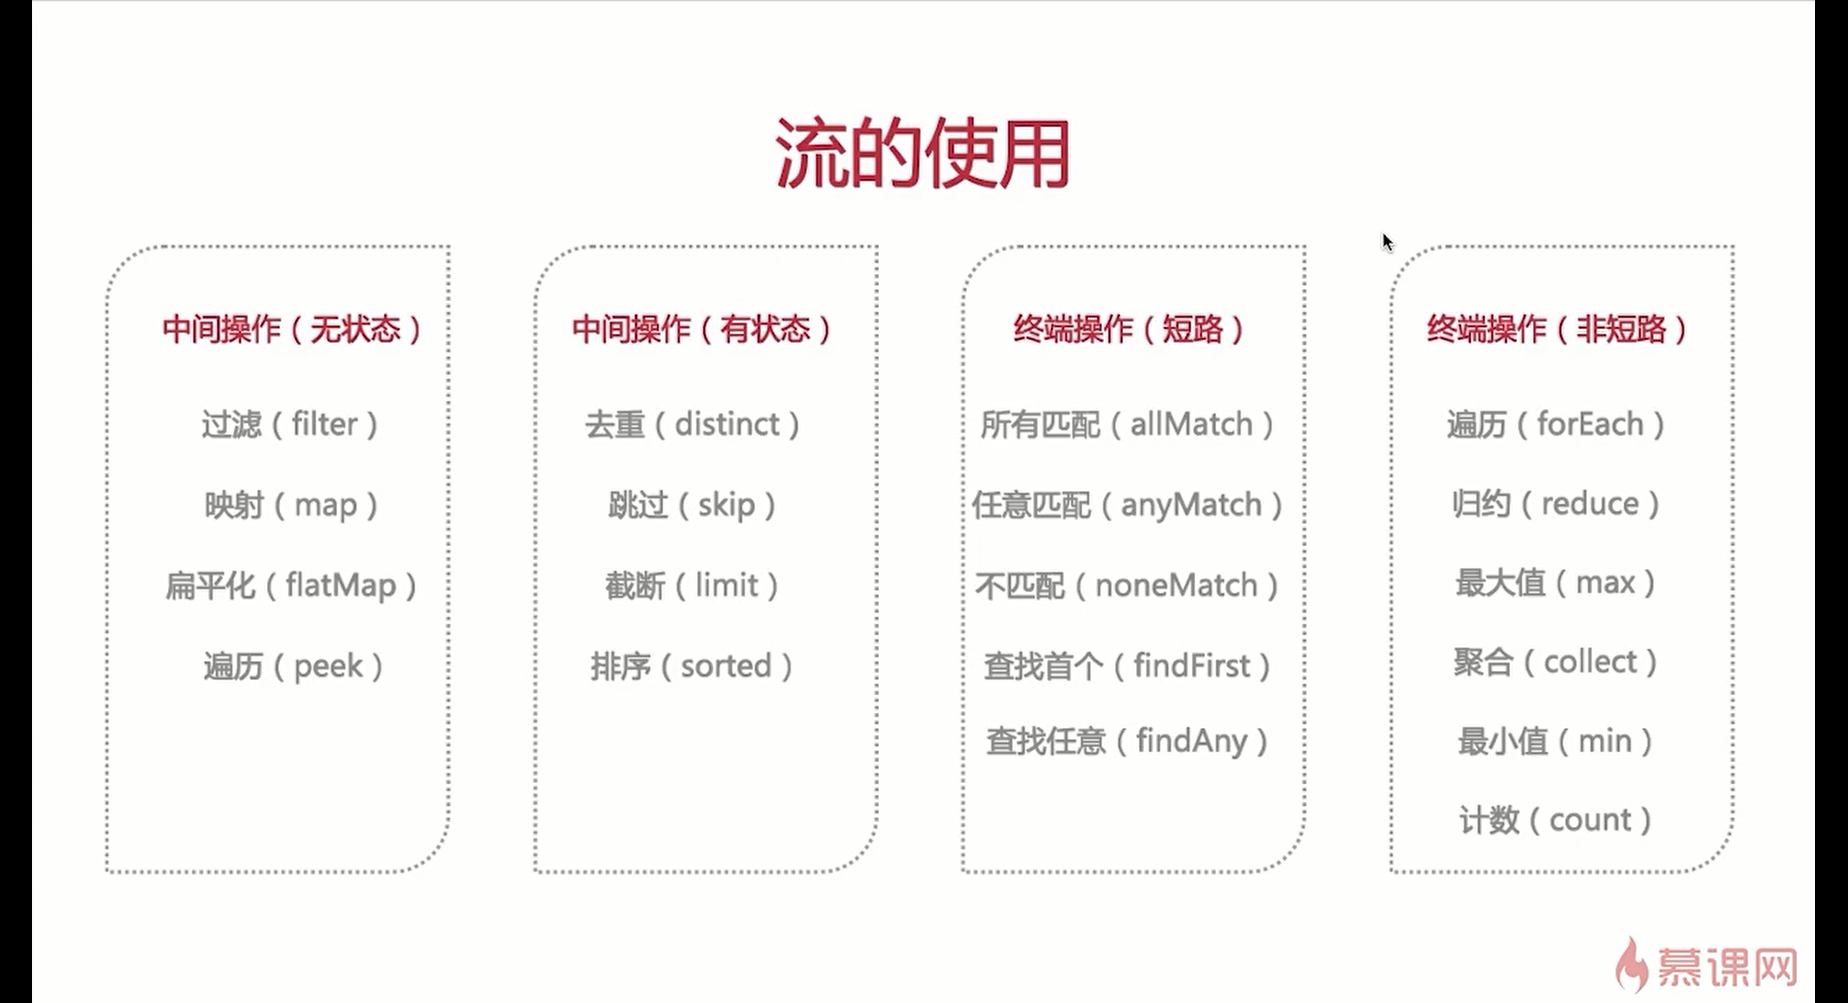 流的使用
中间操作（无状态）
过滤（filter）
映射（map）
扁平化（flatMap）
遍历（peek）
中间操作（有状态）
去重（distinct）
跳过（skip）
截断（limit）
排序（sorted）
终端操作（短路）
所有匹配（allMatch）
任意匹配（anyMatch）
不匹配（noneMatch）
查找首个（findFirst）
查找任意（findAny）
终端操作（非短路）
遍历（forEach）
归约（reduce）
最大值（max）
聚合（collect）
最小值（min）
计数（count）
慕课网